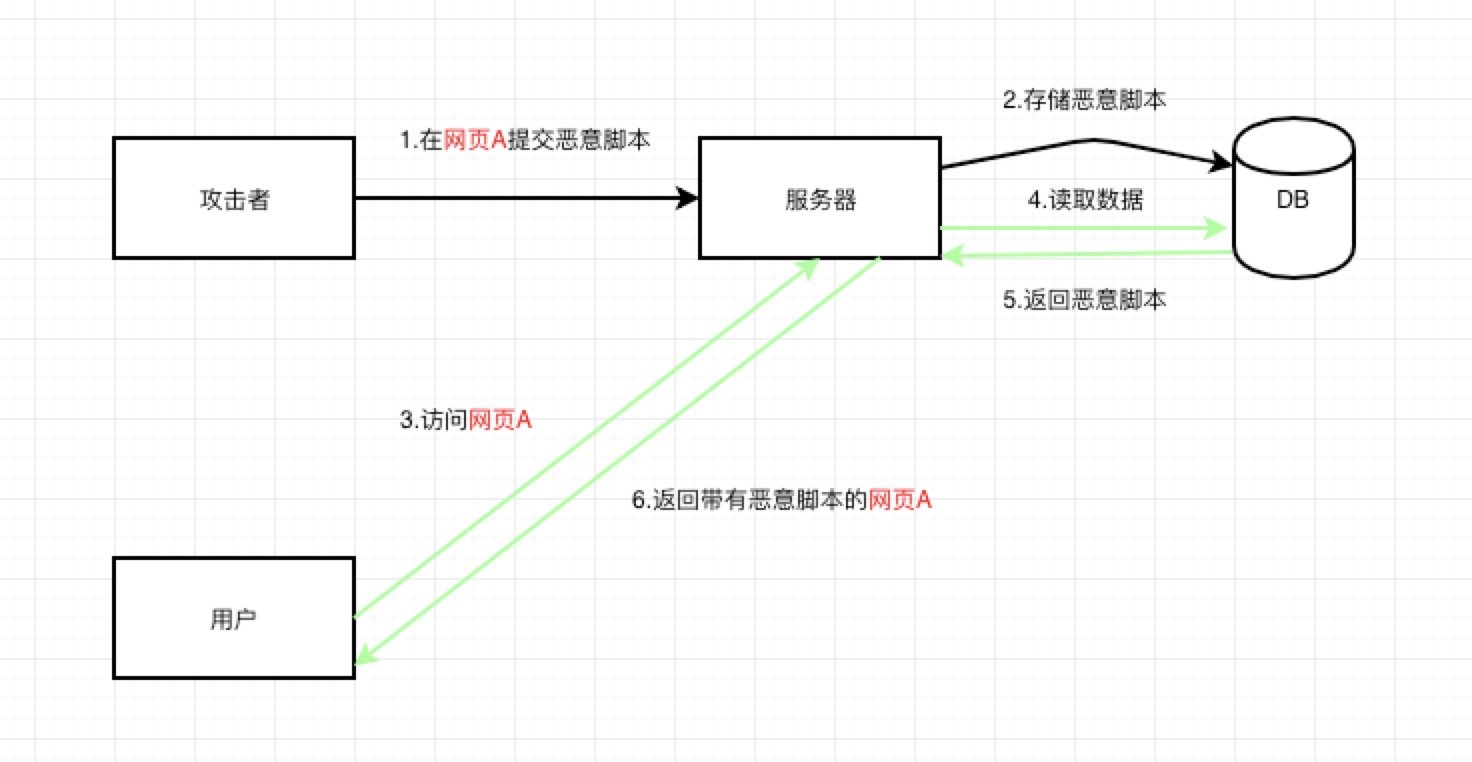 2.存储恶意脚本
1.在网页A提交恶意脚本
攻击者
服务器
4.读取数据
DB
5.返回恶意脚本
3.访问网页A
6.返回带有恶意脚本的网页A
用户